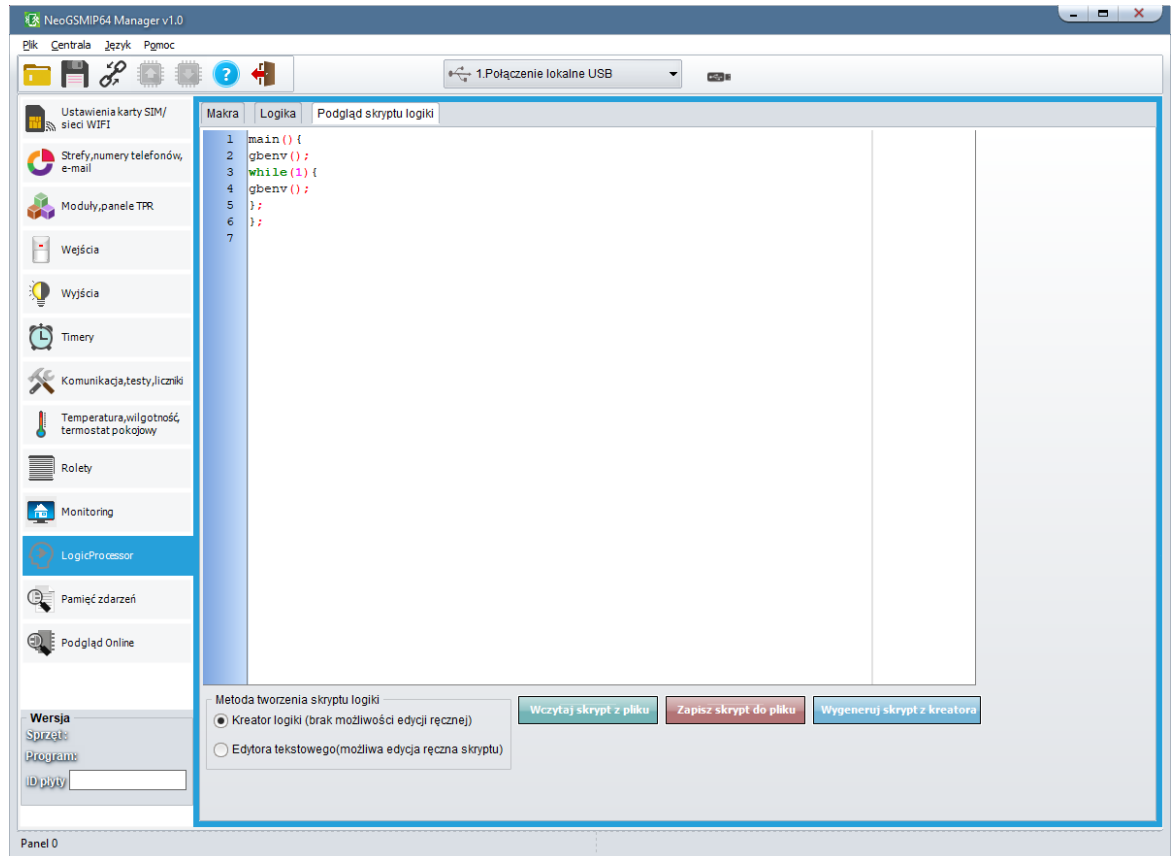 NeoGSMIP64 Manager v1.0
Plik Centrala Język Pomoc
1.Połączenie lokalne USB
Ustawienia karty SIM/
sieci WIFI
Strefy,numery telefonów,
e-mail
Moduły,panele TPR
Wejścia
Wyjścia
Timery
Komunikacja,testy,liczniki
Temperatura,wilgotność,
termostat pokojowy
Rolety
Monitoring
LogicProcessor
Pamięć zdarzeń
Podgląd Online
Wersja
Sprzęt:
Program:
ID płyty
Makra Logika Podgląd skryptu logiki
1 main(){
2 gbenv();
3 while(1){
4 gbenv();
5 };
6 };
7
Metoda tworzenia skryptu logiki
Kreator logiki (brak możliwości edycji ręcznej)
Edytora tekstowego(możliwa edycja ręczna skryptu)
Wczytaj skrypt z pliku
Zapisz skrypt do pliku
Wygeneruj skrypt z kreatora
Panel 0